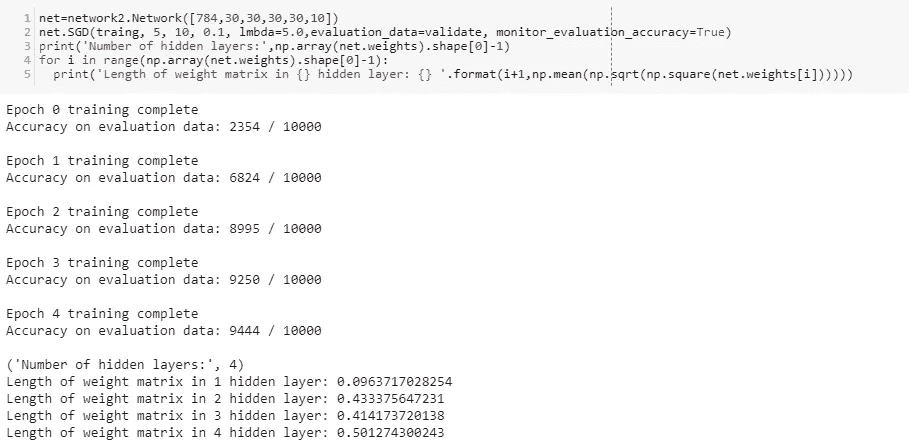 1 net=network2.Network([784,30,30,30,30,10])
2 net.SGD(traing, 5, 10, 0.1, lmbda=5.0,evaluation_data=validate, monitor_evaluation_accuracy=True)
3 print('Number of hidden layers:',np.array(net.weights).shape[0]-1)
4 for i in range(np.array(net.weights).shape[0]-1):
5   print('Length of weight matrix in {} hidden layer: {} '.format(i+1,np.mean(np.sqrt(np.square(net.weights[i])))))
Epoch 0 training complete
Accuracy on evaluation data: 2354 / 10000
Epoch 1 training complete
Accuracy on evaluation data: 6824 / 10000
Epoch 2 training complete
Accuracy on evaluation data: 8995 / 10000
Epoch 3 training complete
Accuracy on evaluation data: 9250 / 10000
Epoch 4 training complete
Accuracy on evaluation data: 9444 / 10000
('Number of hidden layers:', 4)
Length of weight matrix in 1 hidden layer: 0.0963717028254
Length of weight matrix in 2 hidden layer: 0.433375647231
Length of weight matrix in 3 hidden layer: 0.414173720138
Length of weight matrix in 4 hidden layer: 0.501274300243